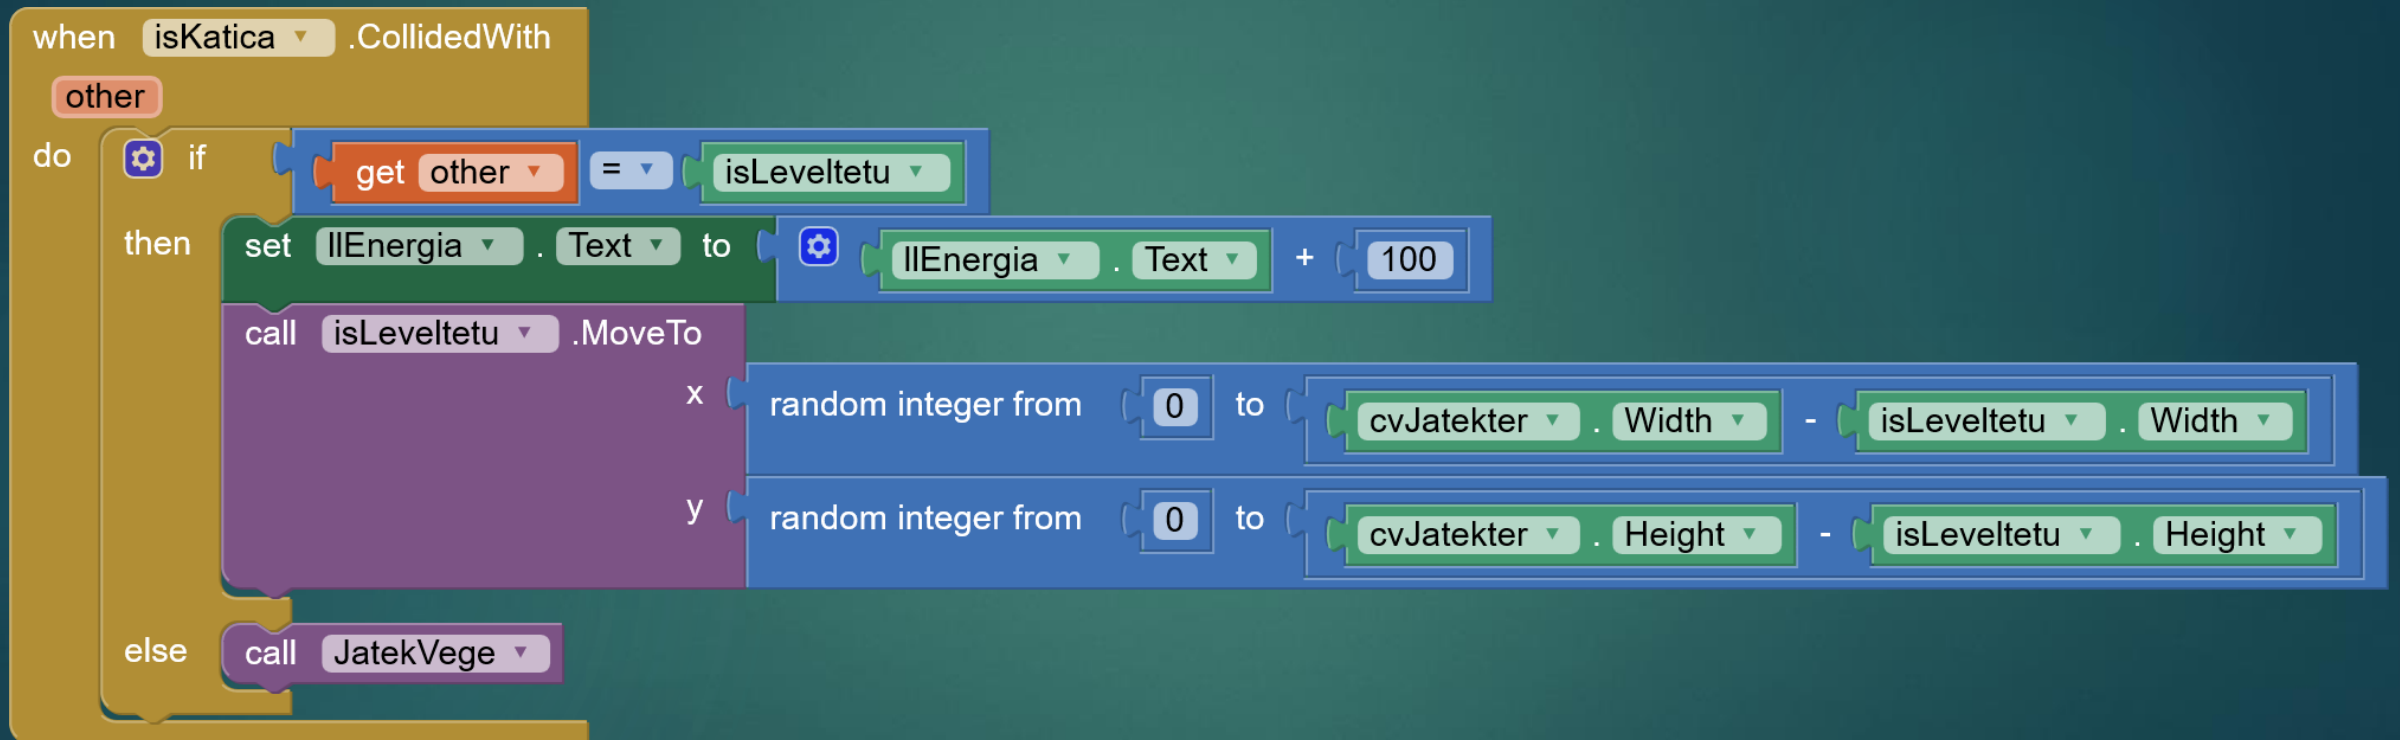 when isKatica .CollidedWith
other
do if get other = isLeveltetu
then set llEnergia . Text to llEnergia . Text + 100
call isLeveltetu .MoveTo
x random integer from 0 to cvJatekter . Width - isLeveltetu . Width
y random integer from 0 to cvJatekter . Height - isLeveltetu . Height
else call JatekVege